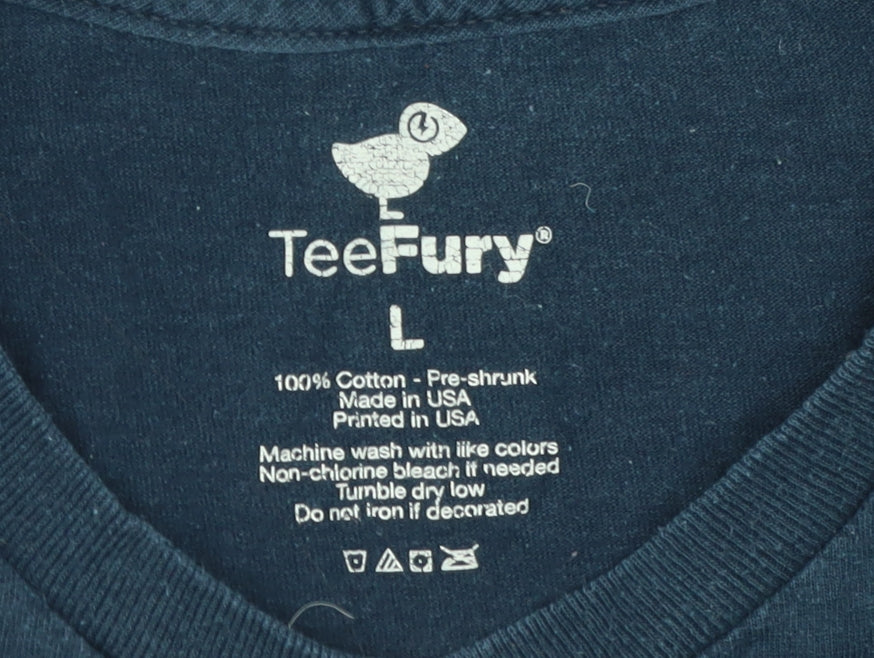 TeeFury®
L
100% Cotton - Pre-shrunk
Made in USA
Printed in USA
Machine wash with like colors
Non-chlorine bleach if needed
Tumble dry low
Do not iron if decorated